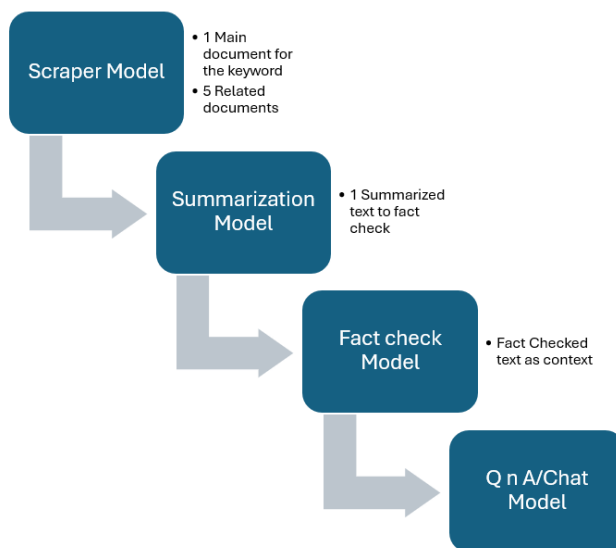 Scraper Model
• 1 Main
document for
the keyword
• 5 Related
documents
Summarization
Model
• 1 Summarized
text to fact
check
Fact check
Model
• Fact Checked
text as context
Q n A/Chat
Model